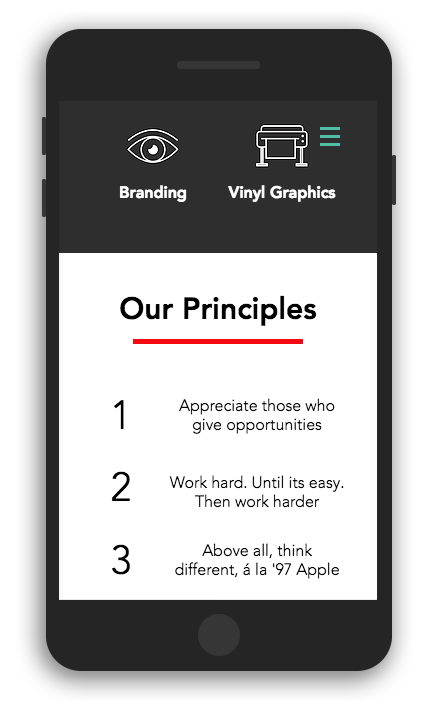 Branding
Vinyl Graphics
Our Principles
1
Appreciate those who
give opportunities
2
Work hard. Until its easy.
Then work harder
3
Above all, think
different, á la '97 Apple